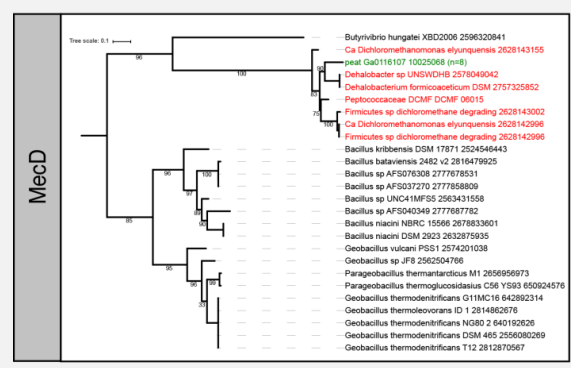 MecD
Tree scale: 0.1
Butyrivibrio hungatei XBD2006 2596320841
Ca Dichloromethanomonas elyunquensis 2628143155
peat Ga0116107 10025068 (n=8)
Dehalobacter sp UNSWDHB 2578049042
Dehalobacterium formicoaceticum DSM 2757325852
Peptococcaceae DCMF DCMF 06015
Firmicutes sp dichloromethane degrading 2628143002
Ca Dichloromethanomonas elyunquensis 2628142996
Firmicutes sp dichloromethane degrading 2628142996
Bacillus kribbensis DSM 17871 2524546443
Bacillus bataviensis 2482 v2 2816479925
Bacillus sp AFS076308 2777678531
Bacillus sp AFS037270 2777858809
Bacillus sp UNC41MFS5 2563431558
Bacillus sp AFS040349 2777687782
Bacillus niacini NBRC 15566 2678833601
Bacillus niacini DSM 2923 2632875935
Geobacillus vulcani PSS1 2574201038
Geobacillus sp JF8 2562504766
Parageobacillus thermantarcticus M1 2656956973
Parageobacillus thermoglucosidasius C56 YS93 650924576
Geobacillus thermodenitrificans G11MC16 642892314
Geobacillus thermoleovorans ID 1 2814862676
Geobacillus thermodenitrificans NG80 2 640192626
Geobacillus thermodenitrificans DSM 465 2556080269
Geobacillus thermodenitrificans T12 2812870567
96
100
90
83
75
100
96
100
97
90
85
95
96
99
33